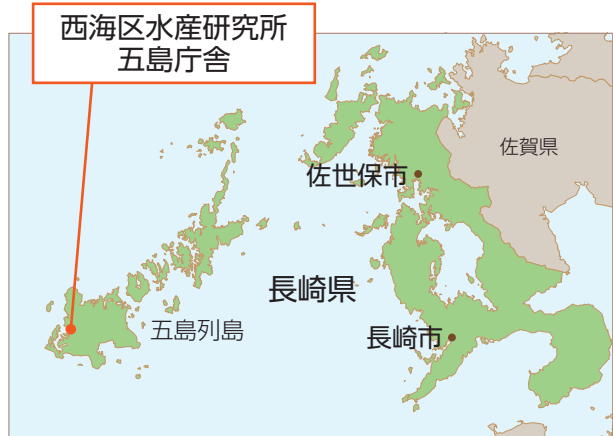 西海区水産研究所
五島庁舎
佐賀県
佐世保市
長崎県
五島列島
長崎市